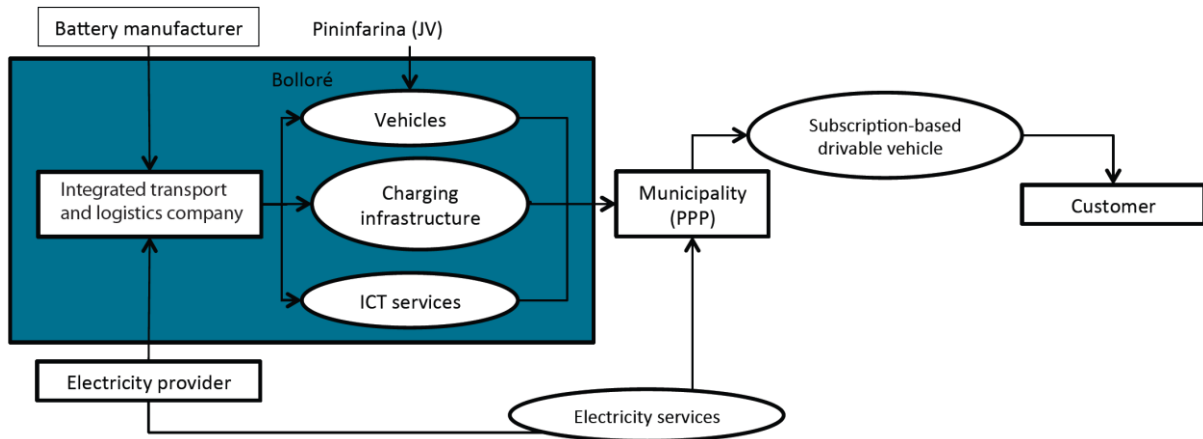 Battery manufacturer
Pininfarina (JV)
Bolloré
Vehicles
Subscription-based
drivable vehicle
Integrated transport
and logistics company
Charging
infrastructure
Municipality
(PPP)
Customer
ICT services
Electricity provider
Electricity services